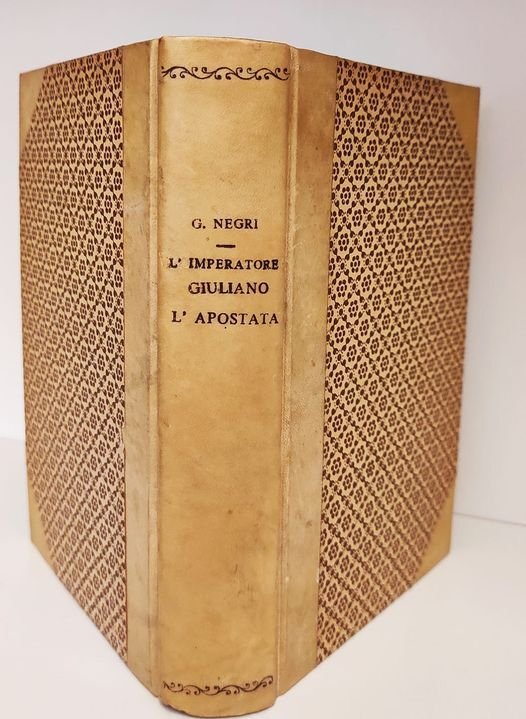 G. NEGRI
L' IMPERATORE
GIULIANO
L' APOSTATA